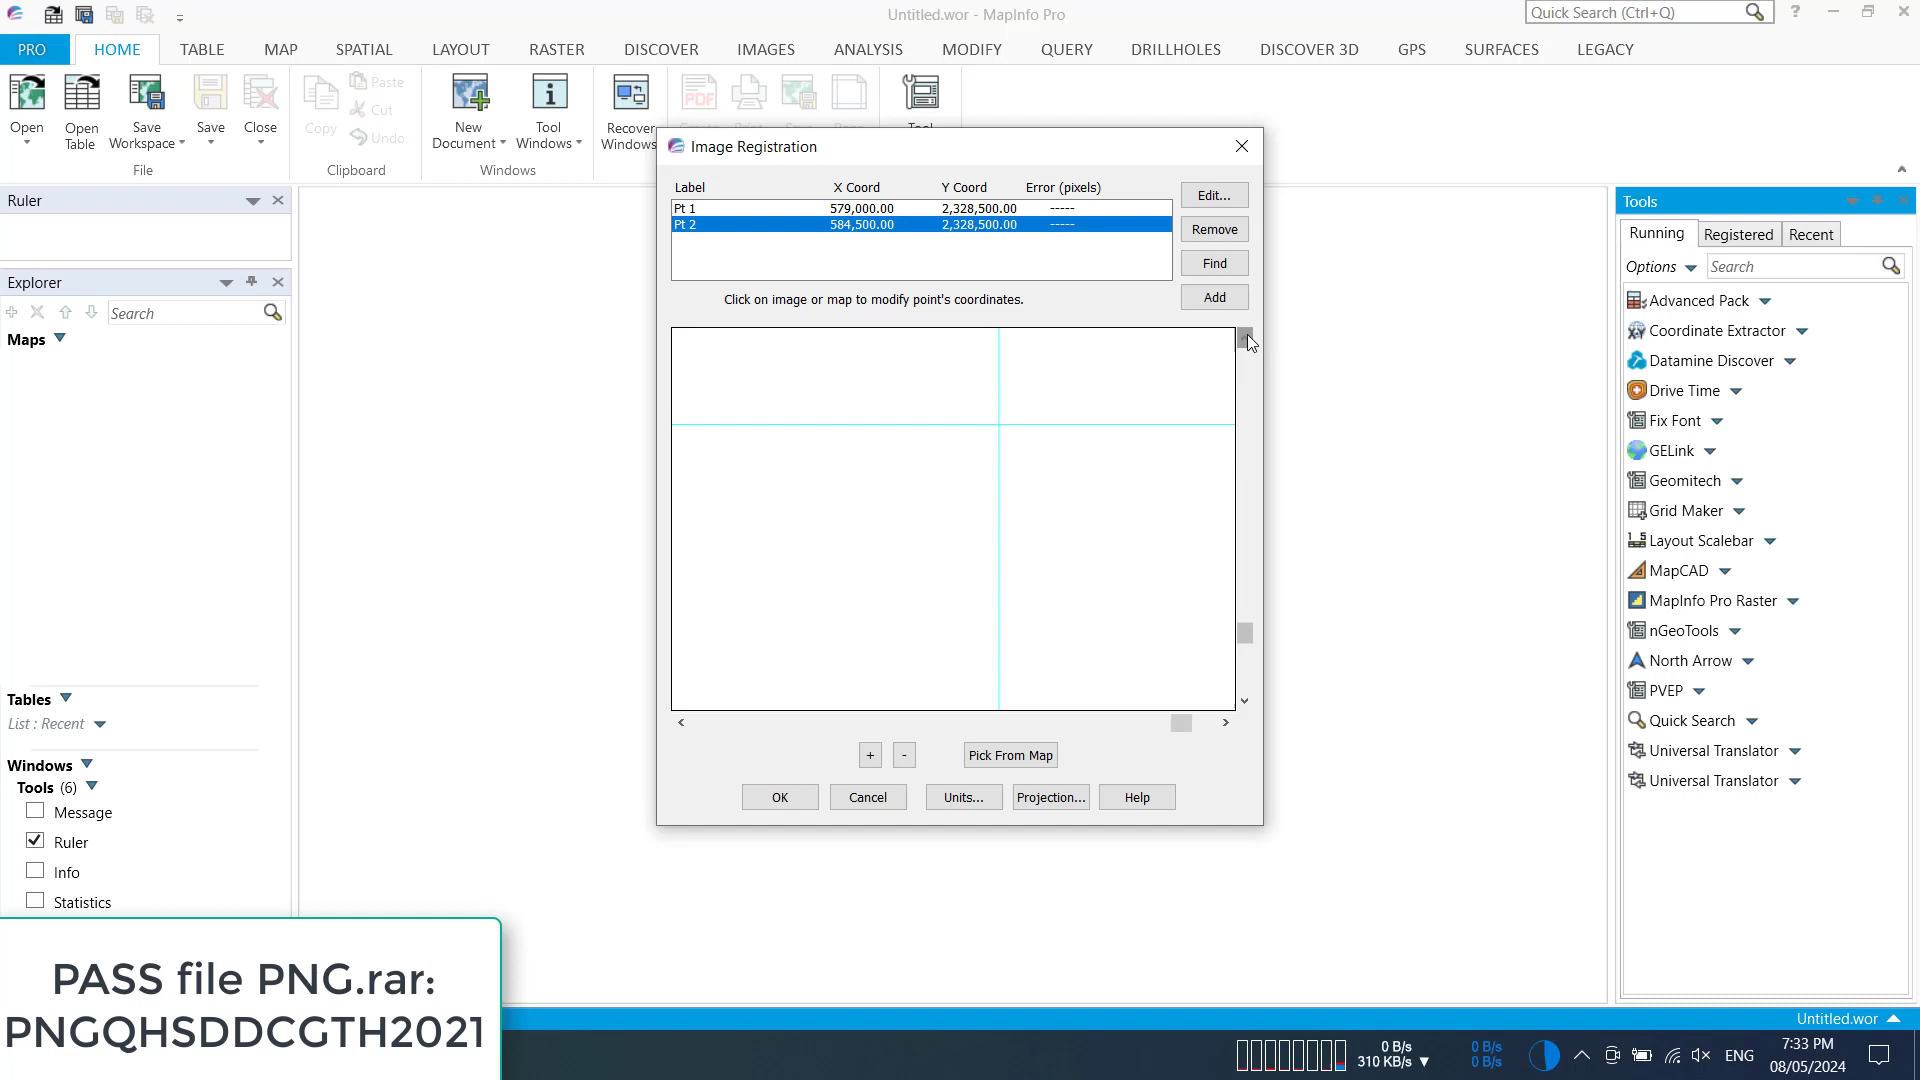 Untitled.wor - MapInfo Pro
Quick Search (Ctrl+Q)
PRO HOME TABLE MAP SPATIAL LAYOUT RASTER DISCOVER IMAGES ANALYSIS MODIFY QUERY DRILLHOLES DISCOVER 3D GPS SURFACES LEGACY
Open
Open Table
Save Workspace
Save
Close
File
Copy
Paste
Cut
Undo
Clipboard
New Document
Tool Windows
Windows
Recover Windows
PDF
Tool
Ruler
Explorer
Search
Maps
Tables
List : Recent
Windows
Tools (6)
Message
Ruler
Info
Statistics
Image Registration
Label X Coord Y Coord Error (pixels)
Pt 1 579,000.00 2,328,500.00 -----
Pt 2 584,500.00 2,328,500.00 -----
Edit...
Remove
Find
Add
Click on image or map to modify point's coordinates.
+ - Pick From Map
OK Cancel Units... Projection... Help
Tools
Running Registered Recent
Options Search
Advanced Pack
Coordinate Extractor
Datamine Discover
Drive Time
Fix Font
GELink
Geomitech
Grid Maker
Layout Scalebar
MapCAD
MapInfo Pro Raster
nGeoTools
North Arrow
PVEP
Quick Search
Universal Translator
Universal Translator
PASS file PNG.rar:
PNGQHSDDCGTH2021
Untitled.wor
0 B/s
310 KB/s
0 B/s
0 B/s
ENG
7:33 PM
08/05/2024